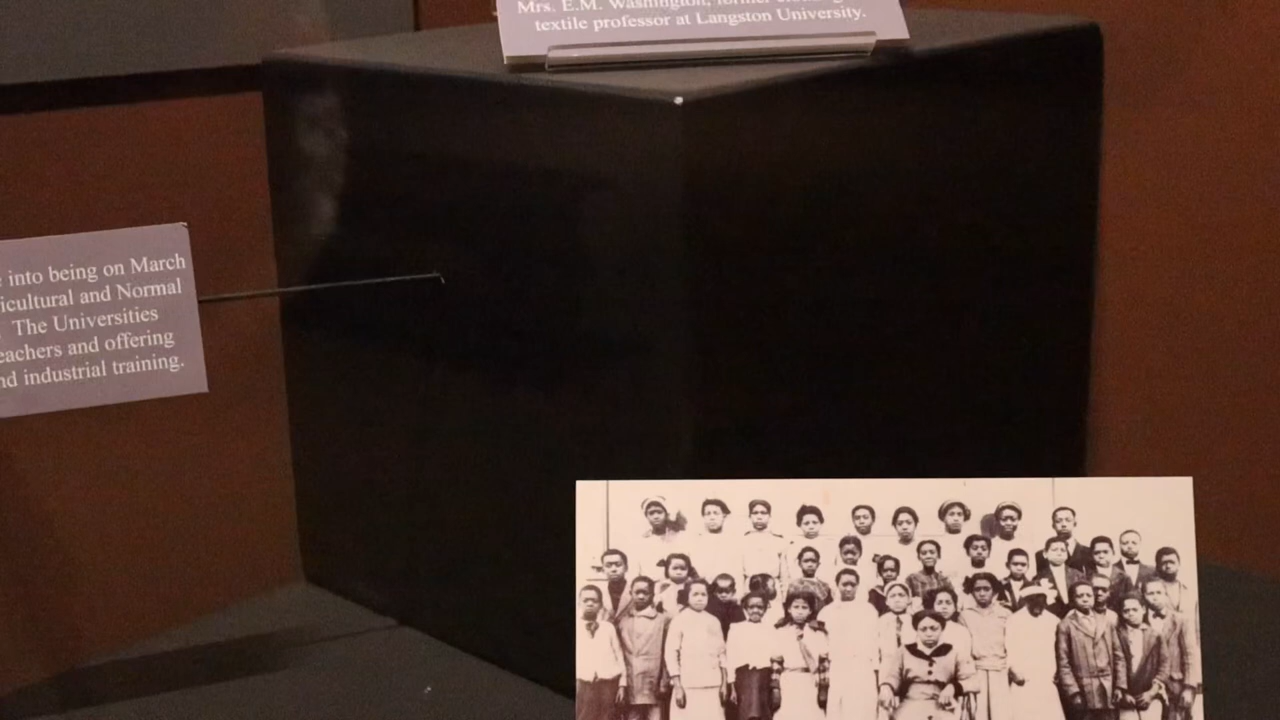 Mrs. E.M. Washington, former
textile professor at Langston University.
into being on March
icultural and Normal
The Universities
eachers and offering
nd industrial training.